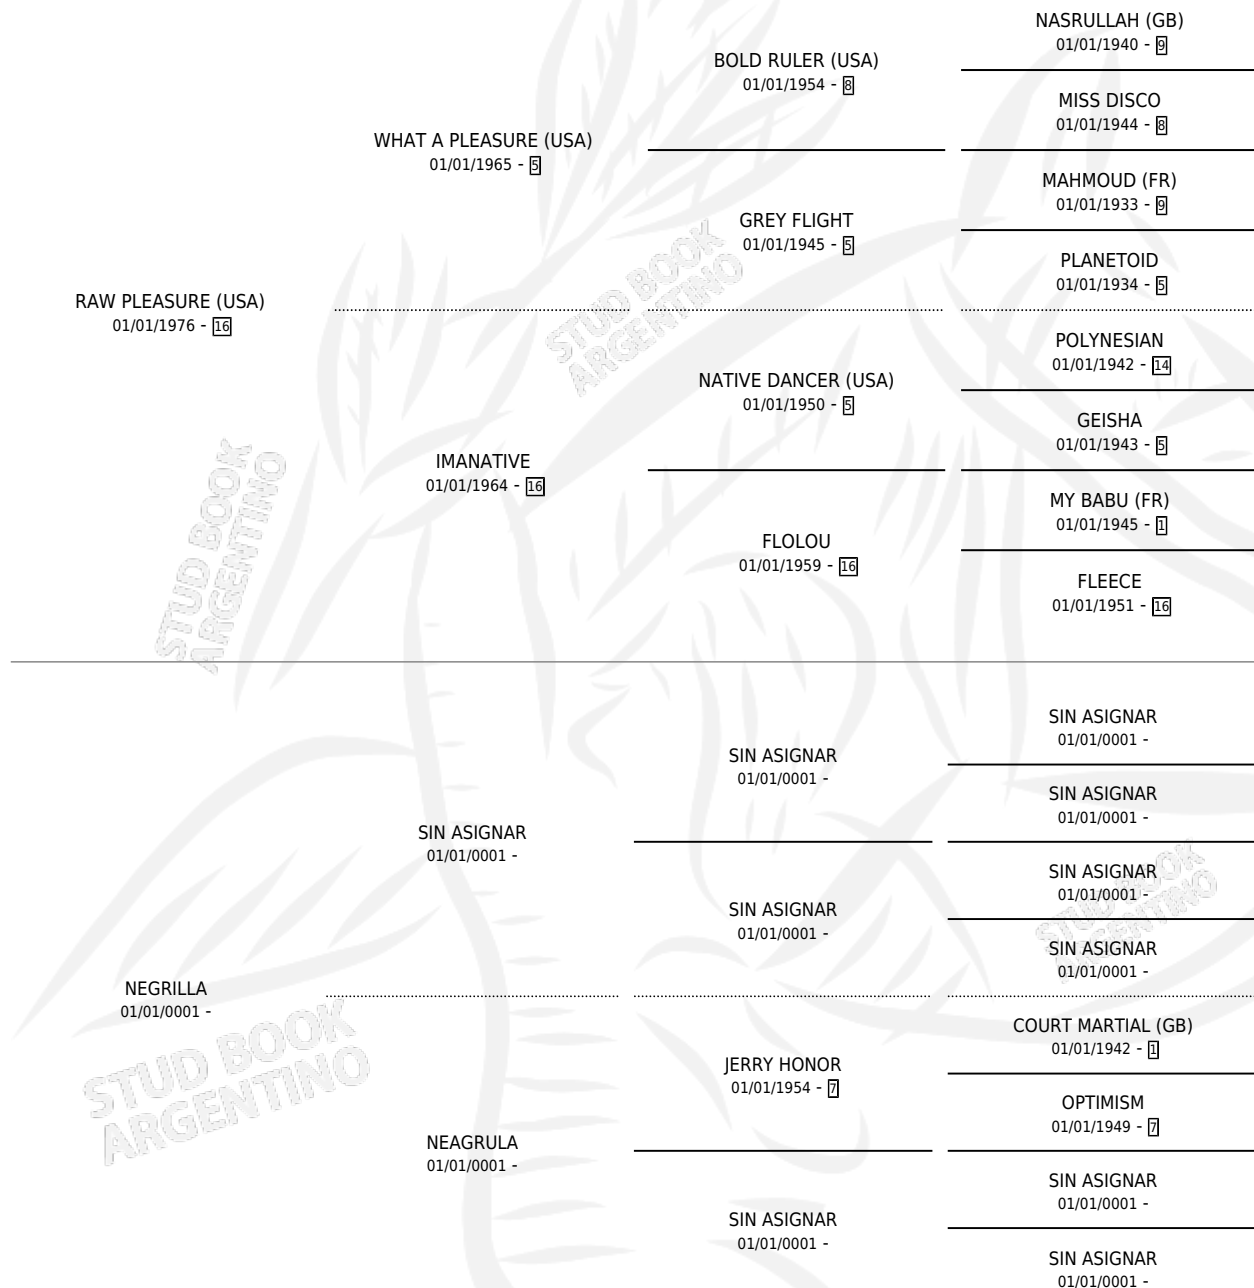 NASRULLAH (GB)
01/01/1940 - 9
BOLD RULER (USA)
01/01/1954 - 8
MISS DISCO
01/01/1944 - 8
WHAT A PLEASURE (USA)
01/01/1965 - 5
MAHMOUD (FR)
01/01/1933 - 9
GREY FLIGHT
01/01/1945 - 5
PLANETOID
01/01/1934 - 5
RAW PLEASURE (USA)
01/01/1976 - 16
POLYNESIAN
01/01/1942 - 14
NATIVE DANCER (USA)
01/01/1950 - 5
GEISHA
01/01/1943 - 5
IMANATIVE
01/01/1964 - 16
MY BABU (FR)
01/01/1945 - 1
FLOLOU
01/01/1959 - 16
FLEECE
01/01/1951 - 16
STUD BOOK
ARGENTINO
STUD BOOK
ARGENTINO
SIN ASIGNAR
01/01/0001 -
SIN ASIGNAR
01/01/0001 -
SIN ASIGNAR
01/01/0001 -
SIN ASIGNAR
01/01/0001 -
SIN ASIGNAR
01/01/0001 -
SIN ASIGNAR
01/01/0001 -
SIN ASIGNAR
01/01/0001 -
NEGRILLA
01/01/0001 -
COURT MARTIAL (GB)
01/01/1942 - 1
JERRY HONOR
01/01/1954 - 7
OPTIMISM
01/01/1949 - 7
NEAGRULA
01/01/0001 -
SIN ASIGNAR
01/01/0001 -
SIN ASIGNAR
01/01/0001 -
SIN ASIGNAR
01/01/0001 -
STUD BOOK
ARGENTINO
STUD BOOK
ARGENTINO